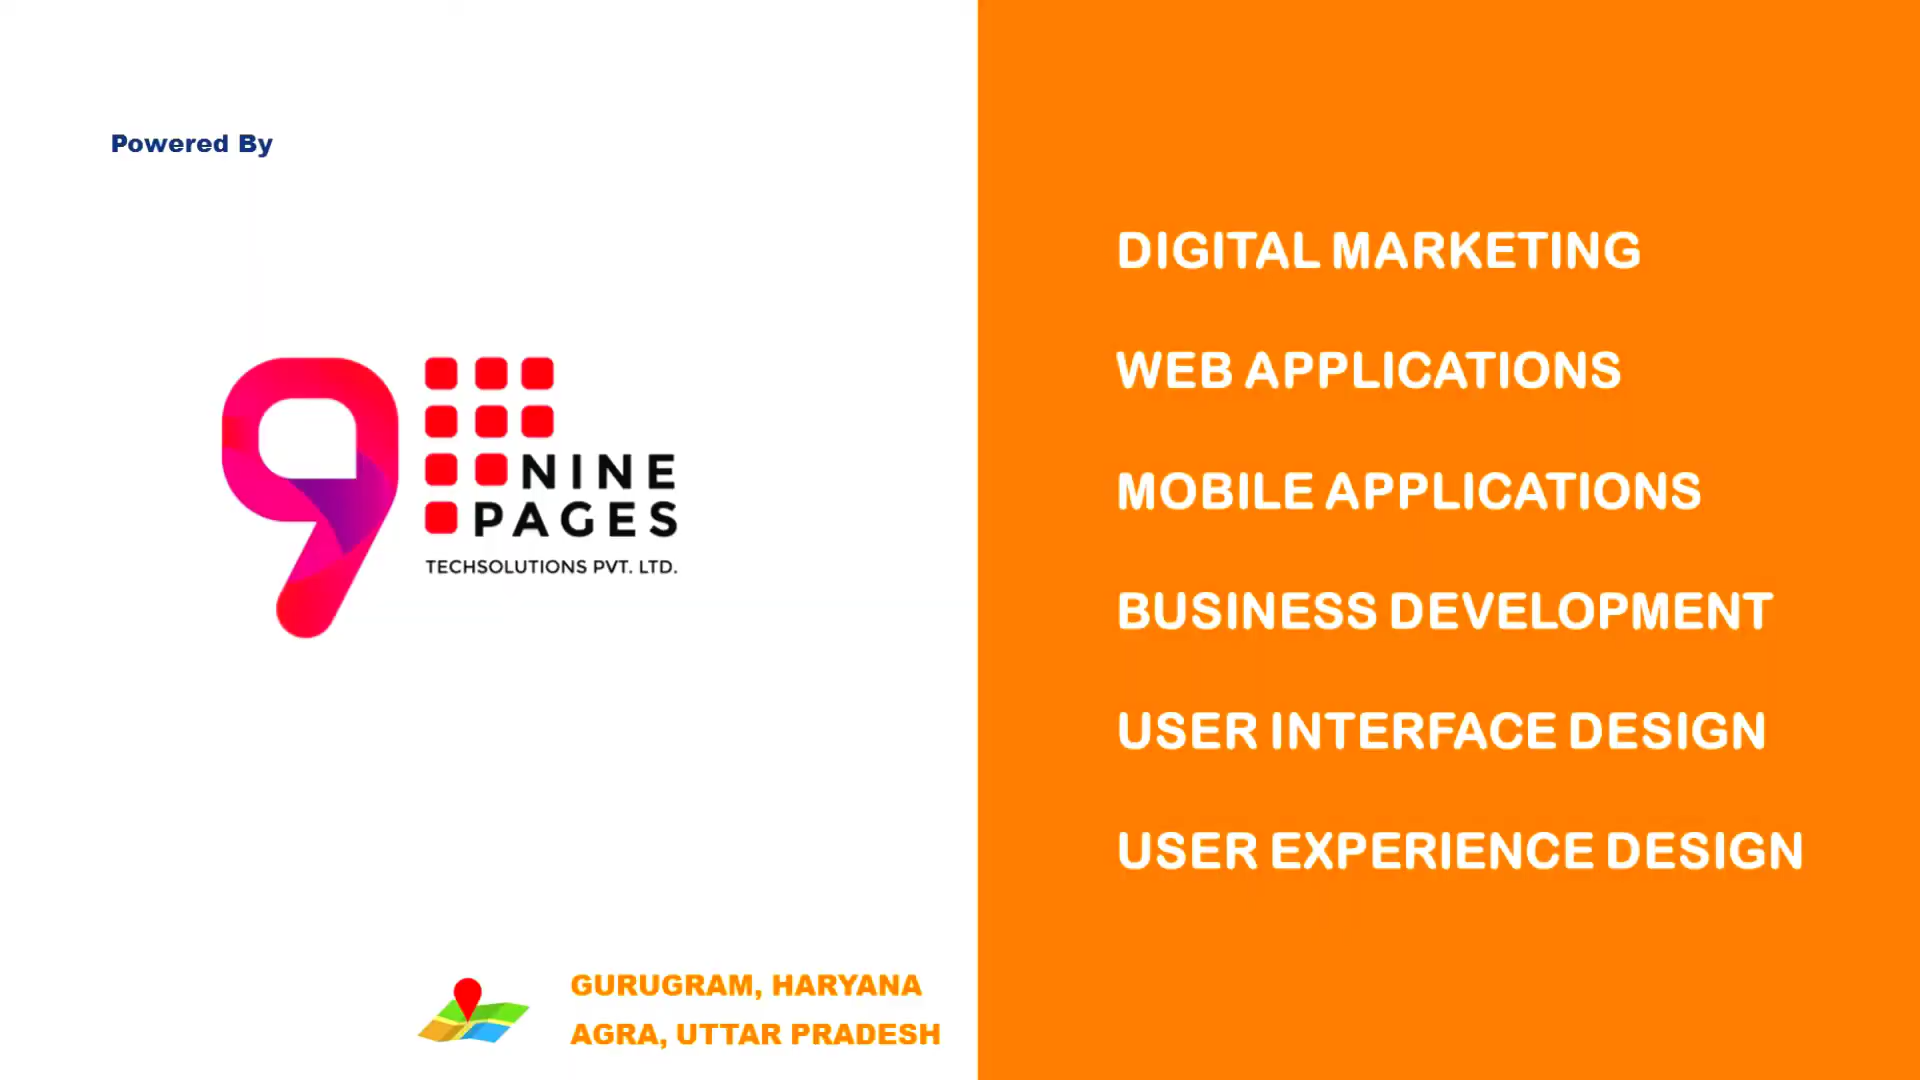 Powered By
NINE
PAGES
TECHSOLUTIONS PVT. LTD.
GURUGRAM, HARYANA
AGRA, UTTAR PRADESH
DIGITAL MARKETING
WEB APPLICATIONS
MOBILE APPLICATIONS
BUSINESS DEVELOPMENT
USER INTERFACE DESIGN
USER EXPERIENCE DESIGN